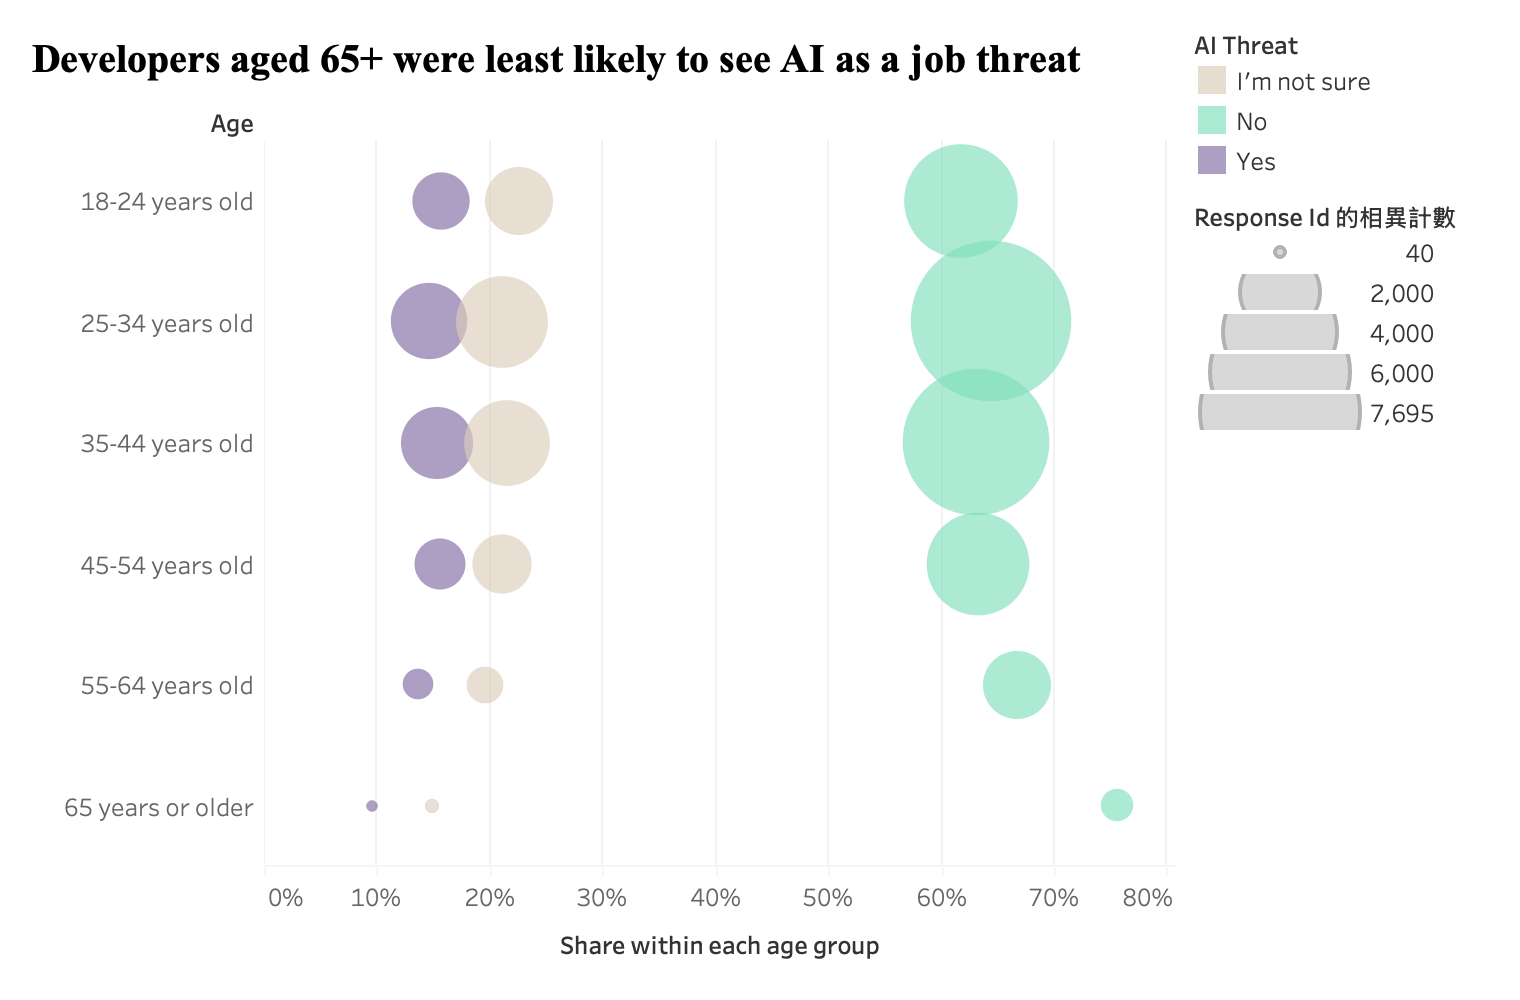 Developers aged 65+ were least likely to see AI as a job threat
AI Threat
I'm not sure
No
Yes
Response Id 的相異計數
40
2,000
4,000
6,000
7,695
Age
18-24 years old
25-34 years old
35-44 years old
45-54 years old
55-64 years old
65 years or older
0% 10% 20% 30% 40% 50% 60% 70% 80%
Share within each age group